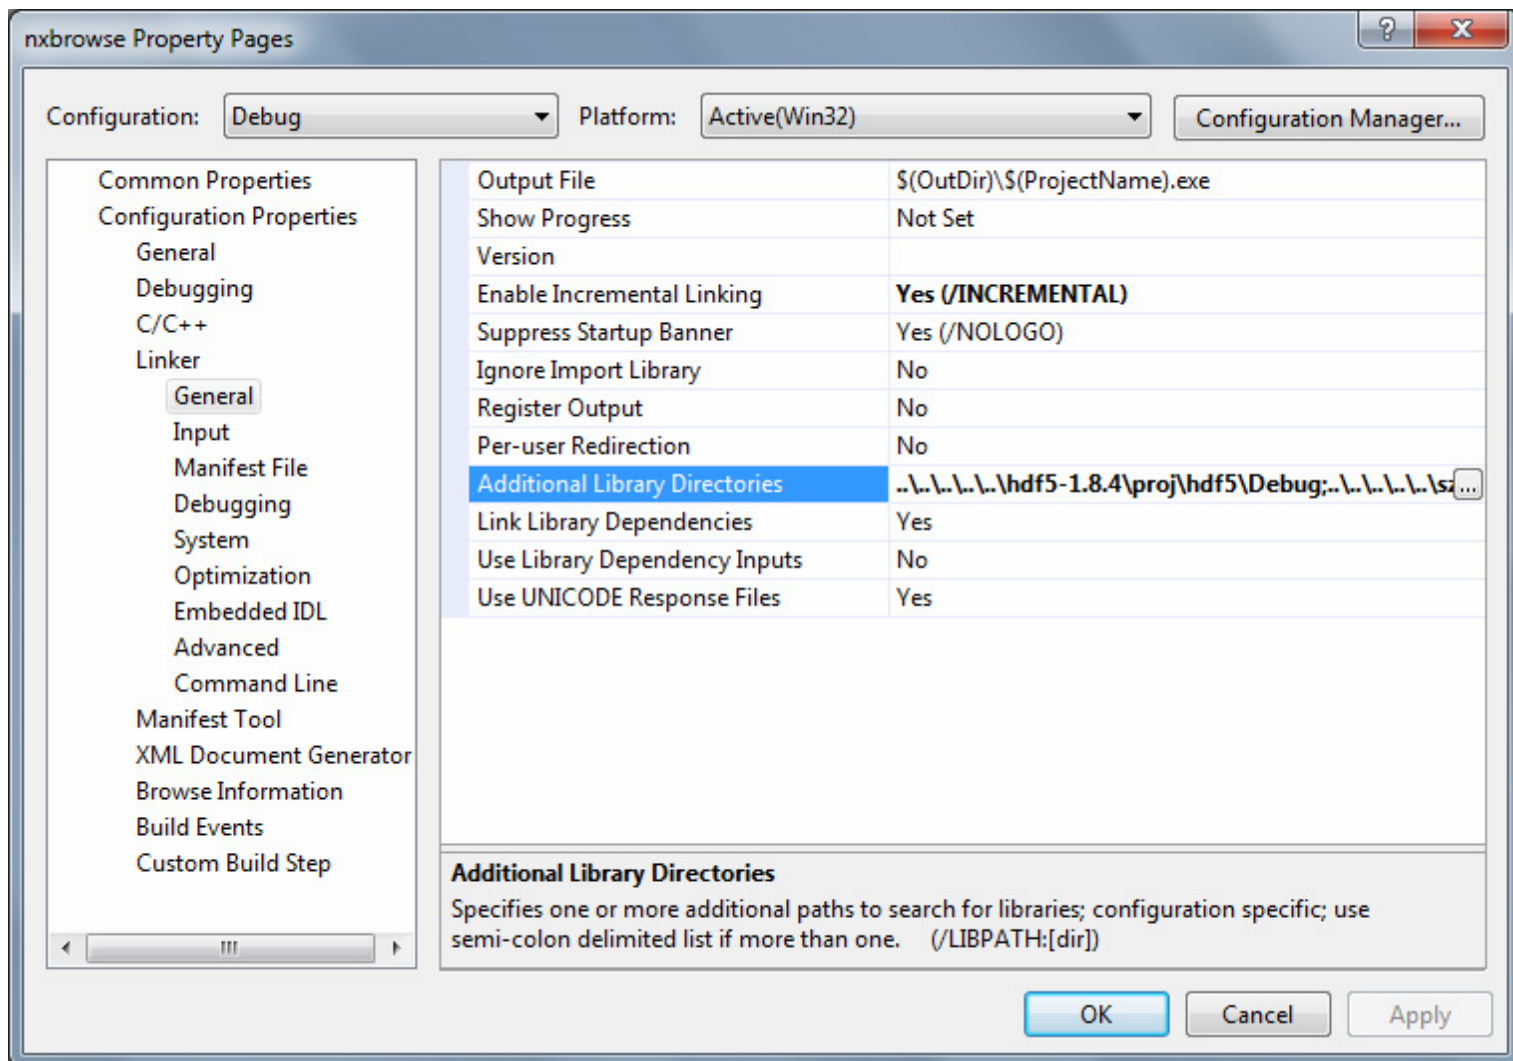 nxbrowse Property Pages
Configuration: Debug Platform: Active(Win32) Configuration Manager...
Common Properties
Configuration Properties
General
Debugging
C/C++
Linker
General
Input
Manifest File
Debugging
System
Optimization
Embedded IDL
Advanced
Command Line
Manifest Tool
XML Document Generator
Browse Information
Build Events
Custom Build Step
Output File $(OutDir)\$(ProjectName).exe
Show Progress Not Set
Version
Enable Incremental Linking Yes (/INCREMENTAL)
Suppress Startup Banner Yes (/NOLOGO)
Ignore Import Library No
Register Output No
Per-user Redirection No
Additional Library Directories ..\..\..\..\..\hdf5-1.8.4\proj\hdf5\Debug;..\..\..\..\..\sz ...
Link Library Dependencies Yes
Use Library Dependency Inputs No
Use UNICODE Response Files Yes
Additional Library Directories
Specifies one or more additional paths to search for libraries; configuration specific; use
semi-colon delimited list if more than one. (/LIBPATH:[dir])
OK Cancel Apply